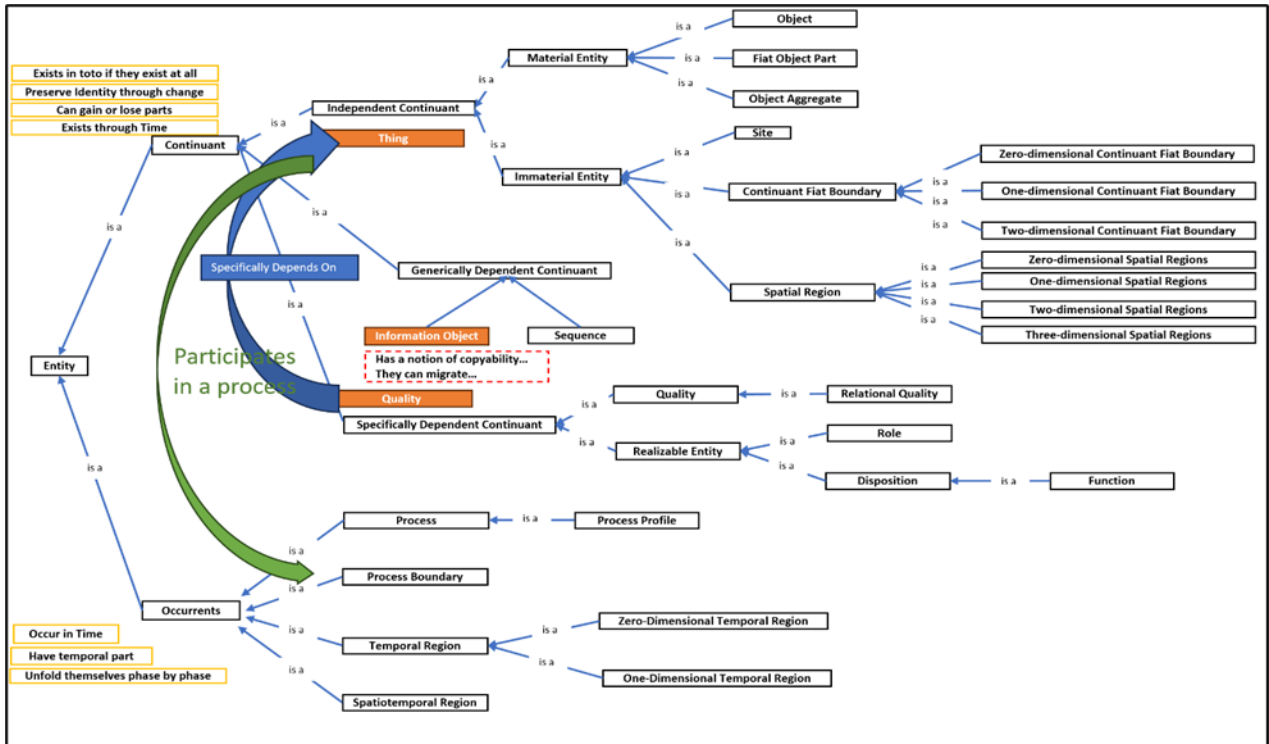 Object
is a
Material Entity
is a
Fiat Object Part
is a
Object Aggregate
is a
Exists in toto if they exist at all
Preserve Identity through change
Can gain or lose parts
Exists through Time
Independent Continuant
is a
Thing
Continuant
Site
is a
Immaterial Entity
is a
is a
Continuant Fiat Boundary
is a
Zero-dimensional Continuant Fiat Boundary
is a
One-dimensional Continuant Fiat Boundary
is a
Two-dimensional Continuant Fiat Boundary
is a
Spatial Region
is a
Zero-dimensional Spatial Regions
is a
One-dimensional Spatial Regions
is a
Two-dimensional Spatial Regions
is a
Three-dimensional Spatial Regions
is a
is a
Specifically Depends On
Generically Dependent Continuant
is a
Information Object
Sequence
Has a notion of copyability...
They can migrate...
Entity
Participates
in a process
Quality
Specifically Dependent Continuant
is a
Quality
is a
Relational Quality
is a
Realizable Entity
is a
Role
is a
Disposition
is a
Function
is a
Process
is a
Process Profile
is a
Process Boundary
is a
Occurrents
Occur in Time
Have temporal part
Unfold themselves phase by phase
is a
Temporal Region
is a
Zero-Dimensional Temporal Region
is a
One-Dimensional Temporal Region
is a
Spatiotemporal Region